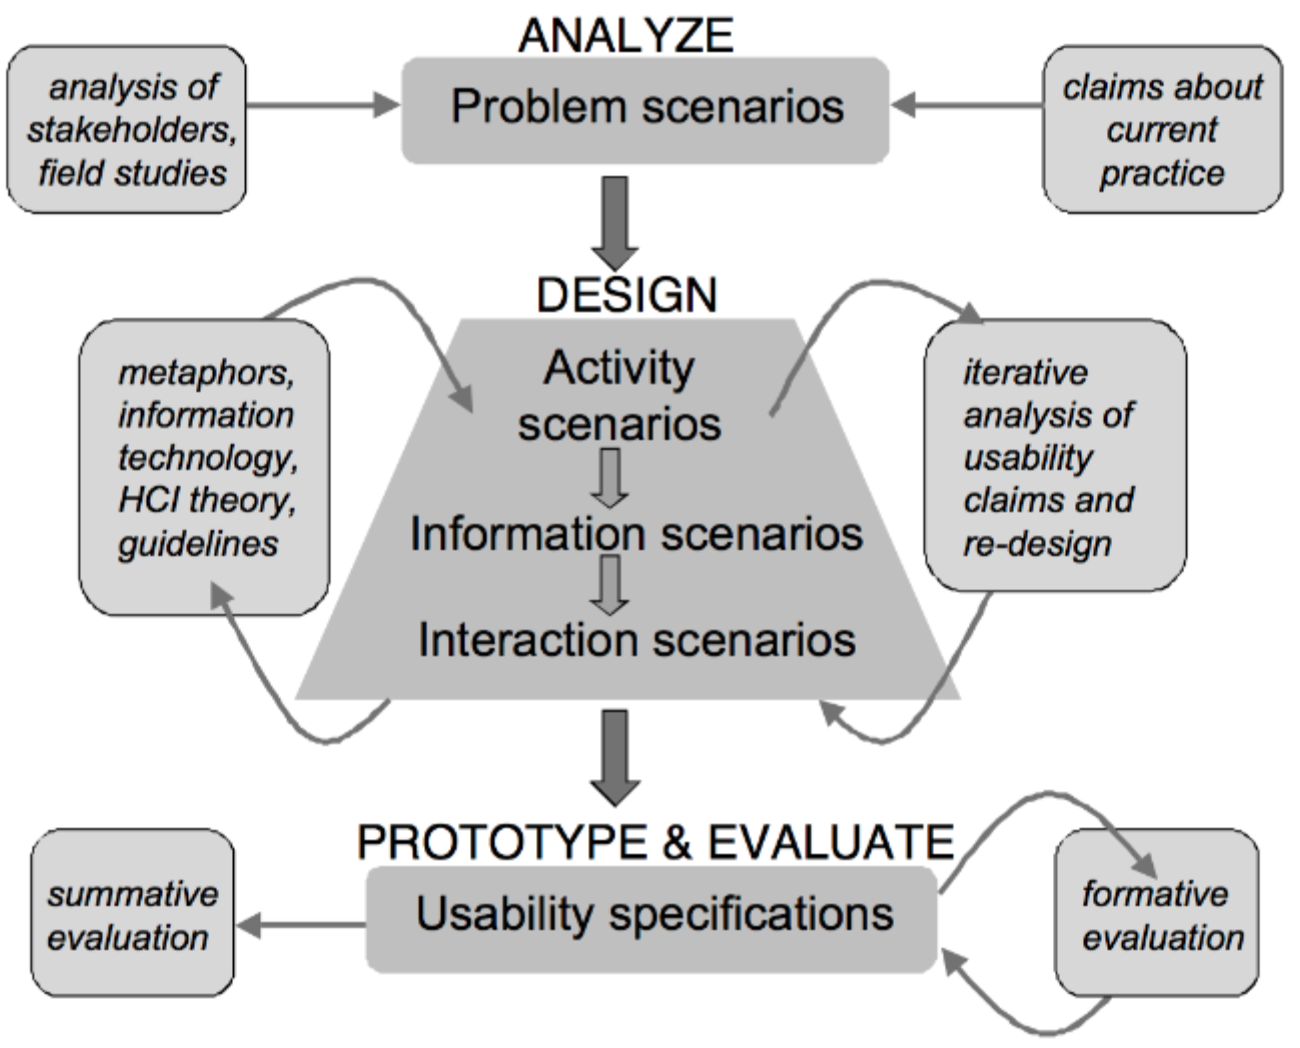 ANALYZE
analysis of
stakeholders,
field studies
Problem scenarios
claims about
current
practice
DESIGN
metaphors,
information
technology,
HCI theory,
guidelines
Activity
scenarios
Information scenarios
Interaction scenarios
iterative
analysis of
usability
claims and
re-design
PROTOTYPE & EVALUATE
summative
evaluation
Usability specifications
formative
evaluation